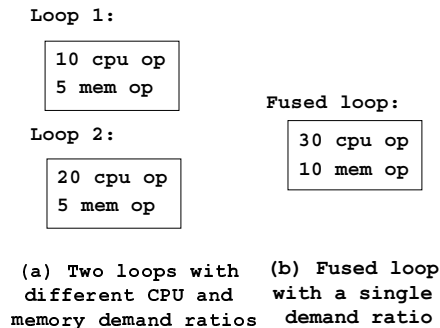 Loop 1:
10 cpu op
5 mem op
Loop 2:
20 cpu op
5 mem op
(a) Two loops with
different CPU and
memory demand ratios
Fused loop:
30 cpu op
10 mem op
(b) Fused loop
with a single
demand ratio